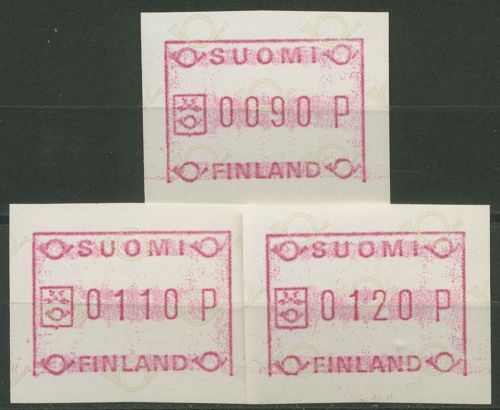 SUOMI
0090 P
FINLAND
SUOMI
0110 P
FINLAND
SUOMI
0120 P
FINLAND